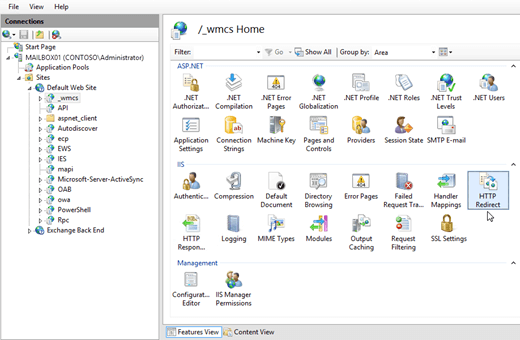 File View Help
Connections
Start Page
MAILBOX01 (CONTOSO\Administrator)
Application Pools
Sites
Default Web Site
_wmcs
API
aspnet_client
Autodiscover
ecp
EWS
IES
mapi
Microsoft-Server-ActiveSync
OAB
owa
PowerShell
Rpc
Exchange Back End
/_wmcs Home
Filter: Go Show All Group by: Area
ASP.NET
.NET Authorizat... .NET Compilation .NET Error Pages .NET Globalization .NET Profile .NET Roles .NET Trust Levels .NET Users
Application Settings Connection Strings Machine Key Pages and Controls Providers Session State SMTP E-mail
IIS
Authentic... Compression Default Document Directory Browsing Error Pages Failed Request Tra... Handler Mappings HTTP Redirect
HTTP Respon... Logging MIME Types Modules Output Caching Request Filtering SSL Settings
Management
Configurat... Editor IIS Manager Permissions
Features View Content View